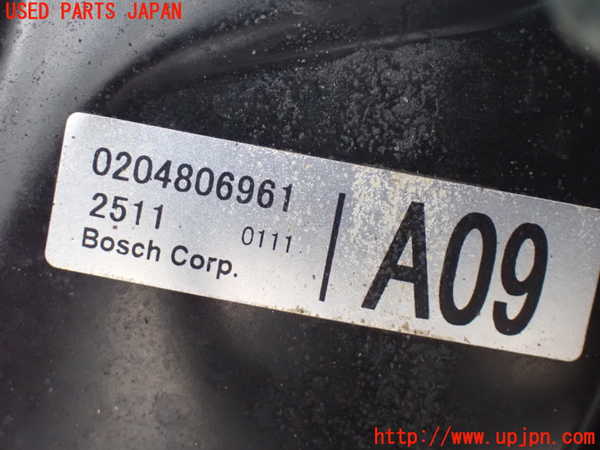 USED PARTS JAPAN
0204806961
2511 0111
Bosch Corp.
A09
http://www.upjpn.com/